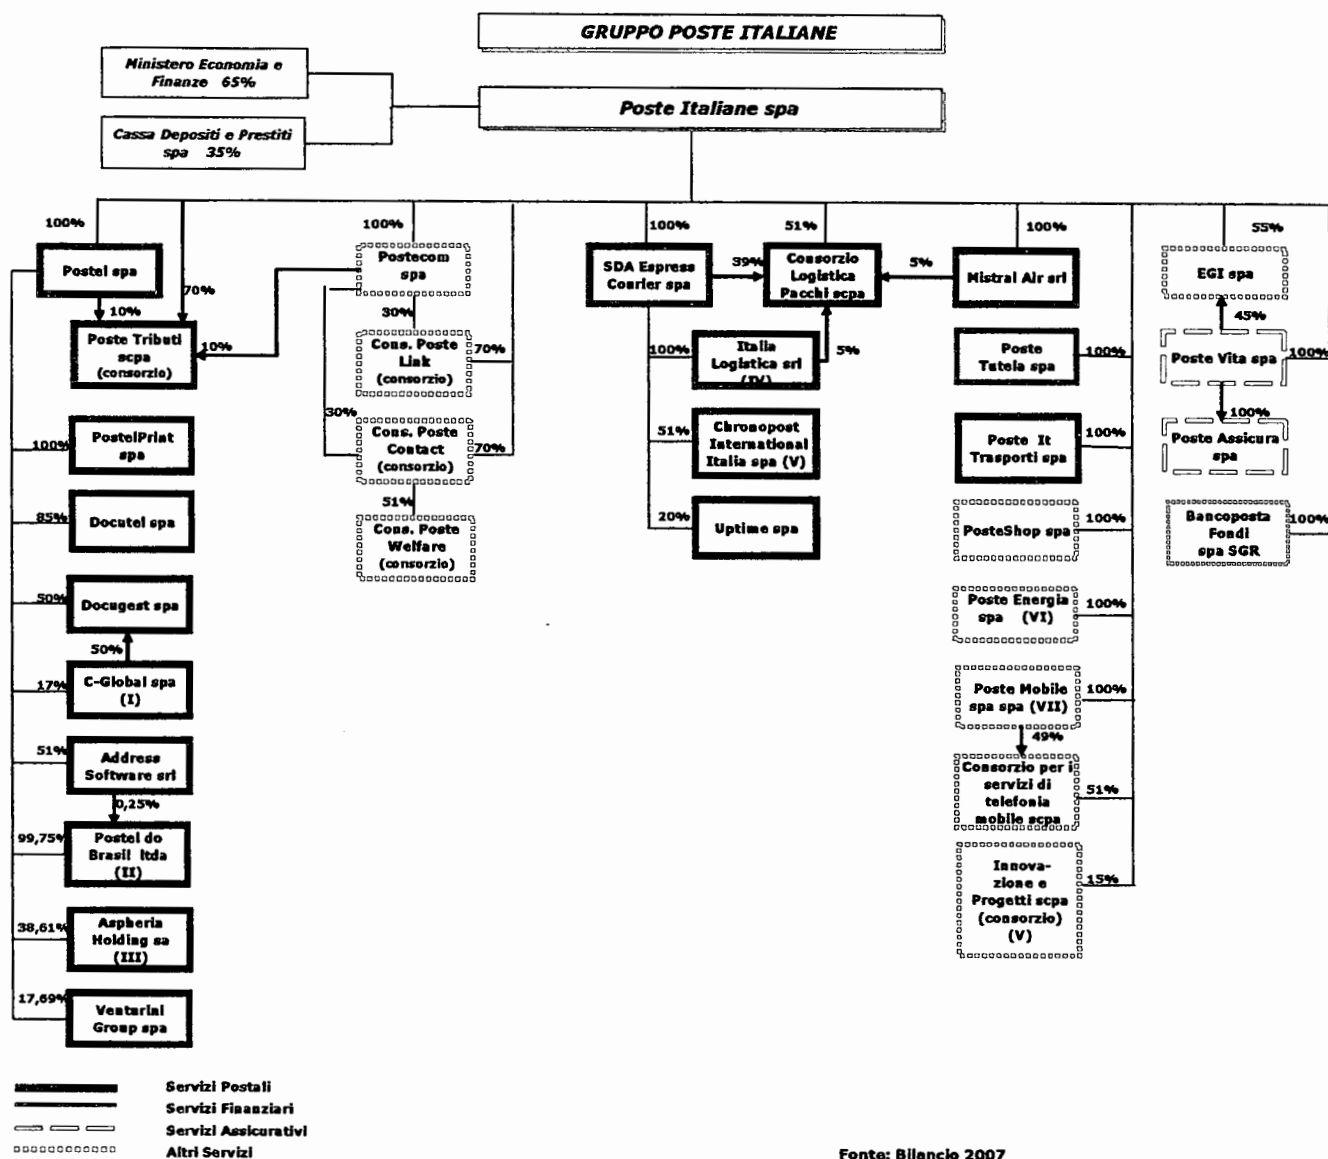 GRUPPO POSTE ITALIANE
Ministero Economia e
Finanze 65%
Poste Italiane spa
Cassa Depositi e Prestiti
spa 35%
100%
Postel spa
10%
70%
Poste Tributi
scpa
(consorzio)
10%
100%
PostelPrint
spa
85%
Docutel spa
50%
Docugest spa
50%
17%
C-Global spa
(I)
51%
Address
Software srl
0,25%
99,75%
Postel do
Brasil ltda
(II)
38,61%
Aspheria
Holding sa
(III)
17,69%
Venturini
Group spa
100%
Postecom
spa
30%
Cons. Poste
Link
(consorzio)
70%
30%
Cons. Poste
Contact
(consorzio)
70%
51%
Cons. Poste
Welfare
(consorzio)
100%
SDA Espress
Courier spa
39%
51%
Consorzio
Logistica
Pacchi scpa
5%
100%
Italia
Logistica srl
(IV)
5%
51%
Chronopost
International
Italia spa (V)
20%
Uptime spa
100%
Mistral Air srl
Poste
Tutela spa
100%
Poste It
Trasporti spa
100%
PosteShop spa
100%
Poste Energia
spa (VI)
100%
Poste Mobile
spa spa (VII)
100%
49%
Consorzio per i
servizi di
telefonia
mobile scpa
51%
Innova-
zione e
Progetti scpa
(consorzio)
(V)
15%
55%
EGI spa
45%
Poste Vita spa
100%
100%
Poste Assicura
spa
Bancoposta
Fondi
spa SGR
100%
Servizi Postali
Servizi Finanziari
Servizi Assicurativi
Altri Servizi
Fonte: Bilancio 2007